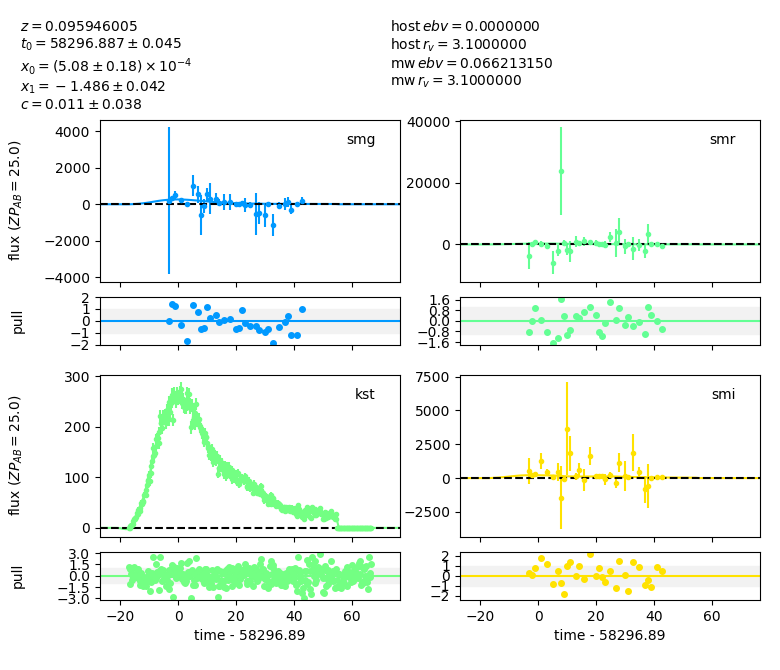 z = 0.095946005
t0 = 58296.887 ± 0.045
x0 = (5.08 ± 0.18) × 10−4
x1 = −1.486 ± 0.042
c = 0.011 ± 0.038
host ebv = 0.0000000
host rv = 3.1000000
mw ebv = 0.066213150
mw rv = 3.1000000
flux (ZPAB = 25.0)
4000
2000
0
−2000
−4000
smg
40000
20000
0
smr
pull
2
1
0
−1
−2
1.6
0.8
0.0
−0.8
−1.6
flux (ZPAB = 25.0)
300
200
100
0
kst
7500
5000
2500
0
−2500
smi
pull
3.0
1.5
0.0
−1.5
−3.0
2
1
0
−1
−2
−20 0 20 40 60
−20 0 20 40 60
time - 58296.89
time - 58296.89